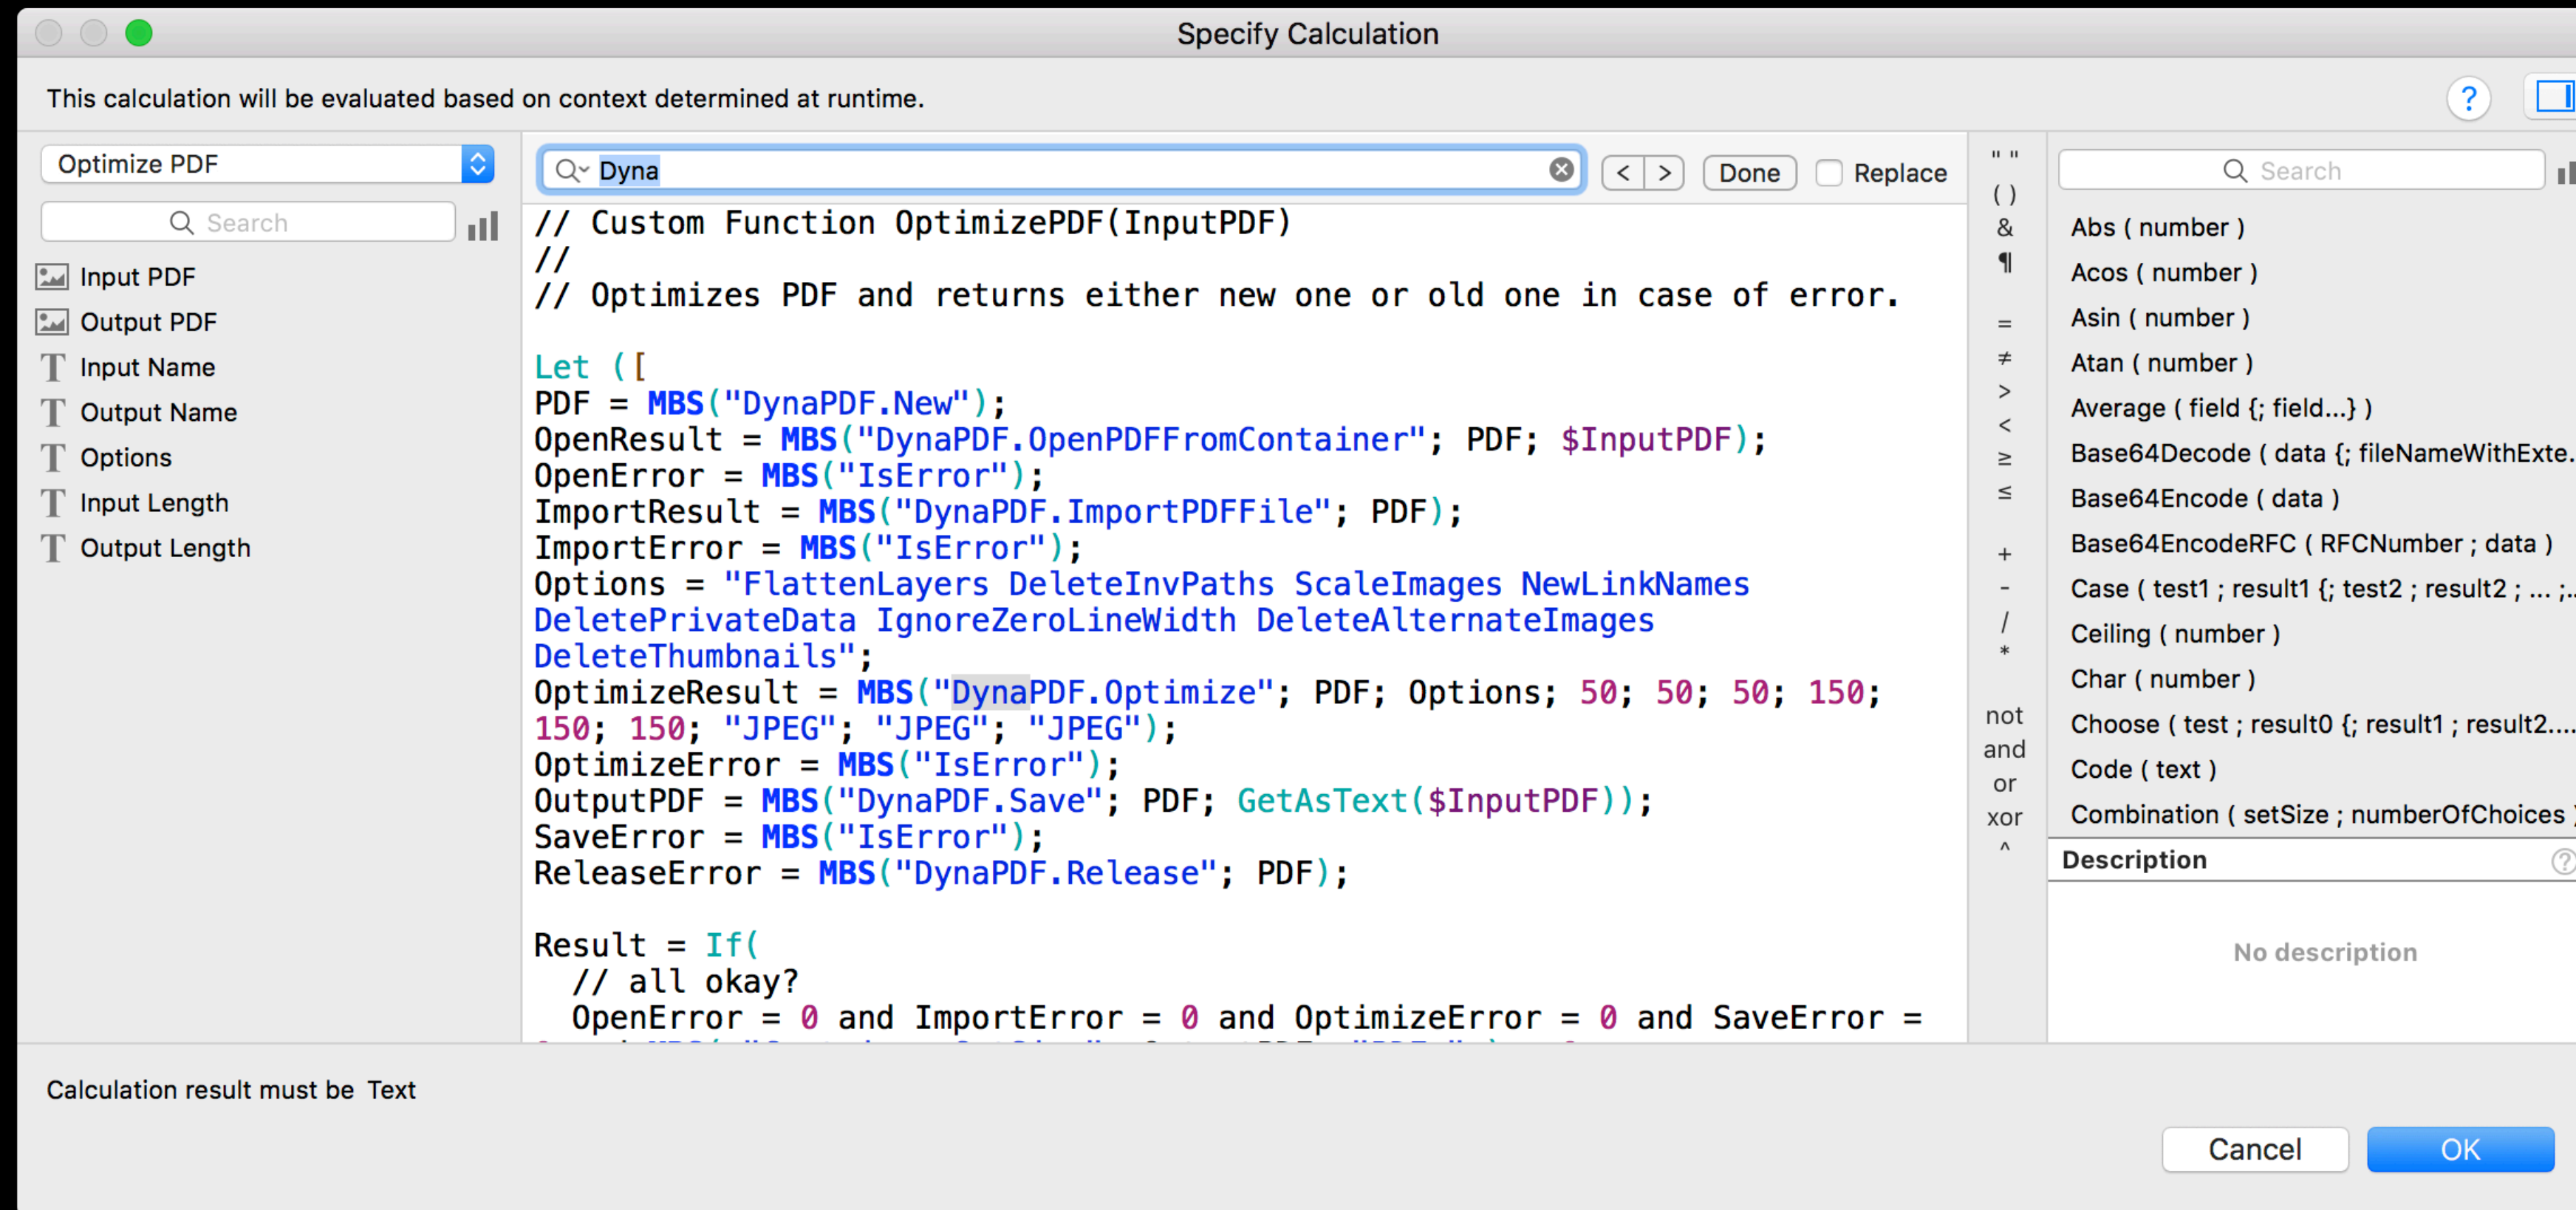 Specify Calculation
This calculation will be evaluated based on context determined at runtime.
?
Optimize PDF
Search
Input PDF
Output PDF
T Input Name
T Output Name
T Options
T Input Length
T Output Length
Dyna
< >
Done
Replace
// Custom Function OptimizePDF(InputPDF)
//
// Optimizes PDF and returns either new one or old one in case of error.
Let ([
PDF = MBS("DynaPDF.New");
OpenResult = MBS("DynaPDF.OpenPDFFromContainer"; PDF; $InputPDF);
OpenError = MBS("IsError");
ImportResult = MBS("DynaPDF.ImportPDFFile"; PDF);
ImportError = MBS("IsError");
Options = "FlattenLayers DeleteInvPaths ScaleImages NewLinkNames
DeletePrivateData IgnoreZeroLineWidth DeleteAlternateImages
DeleteThumbnails";
OptimizeResult = MBS("DynaPDF.Optimize"; PDF; Options; 50; 50; 50; 150;
150; 150; "JPEG"; "JPEG"; "JPEG");
OptimizeError = MBS("IsError");
OutputPDF = MBS("DynaPDF.Save"; PDF; GetAsText($InputPDF));
SaveError = MBS("IsError");
ReleaseError = MBS("DynaPDF.Release"; PDF);
Result = If(
// all okay?
OpenError = 0 and ImportError = 0 and OptimizeError = 0 and SaveError =
" "
( )
&
¶
=
≠
>
<
≥
≤
+
-
/
*
not
and
or
xor
^
Search
Abs ( number )
Acos ( number )
Asin ( number )
Atan ( number )
Average ( field {; field...} )
Base64Decode ( data {; fileNameWithExte.
Base64Encode ( data )
Base64EncodeRFC ( RFCNumber ; data )
Case ( test1 ; result1 {; test2 ; result2 ; ... ;..
Ceiling ( number )
Char ( number )
Choose ( test ; result0 {; result1 ; result2....
Code ( text )
Combination ( setSize ; numberOfChoices )
Description
?
No description
Calculation result must be Text
Cancel
OK